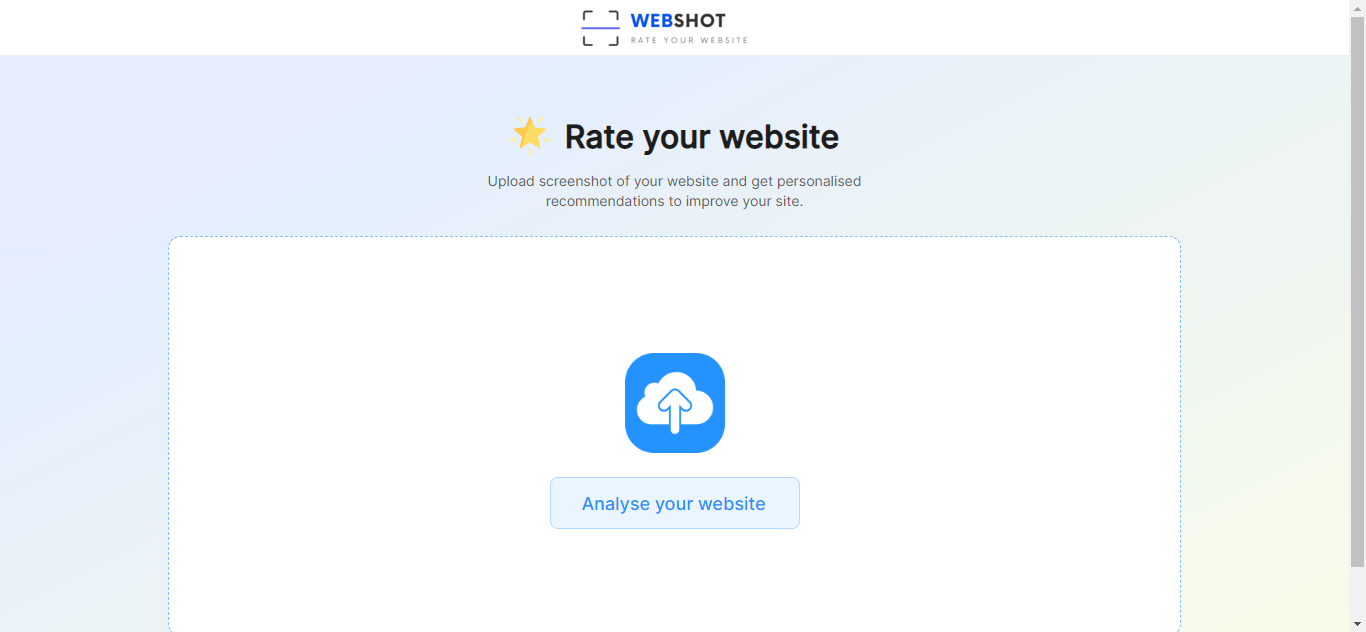 WEBSHOT
RATE YOUR WEBSITE
Rate your website
Upload screenshot of your website and get personalised
recommendations to improve your site.
Analyse your website